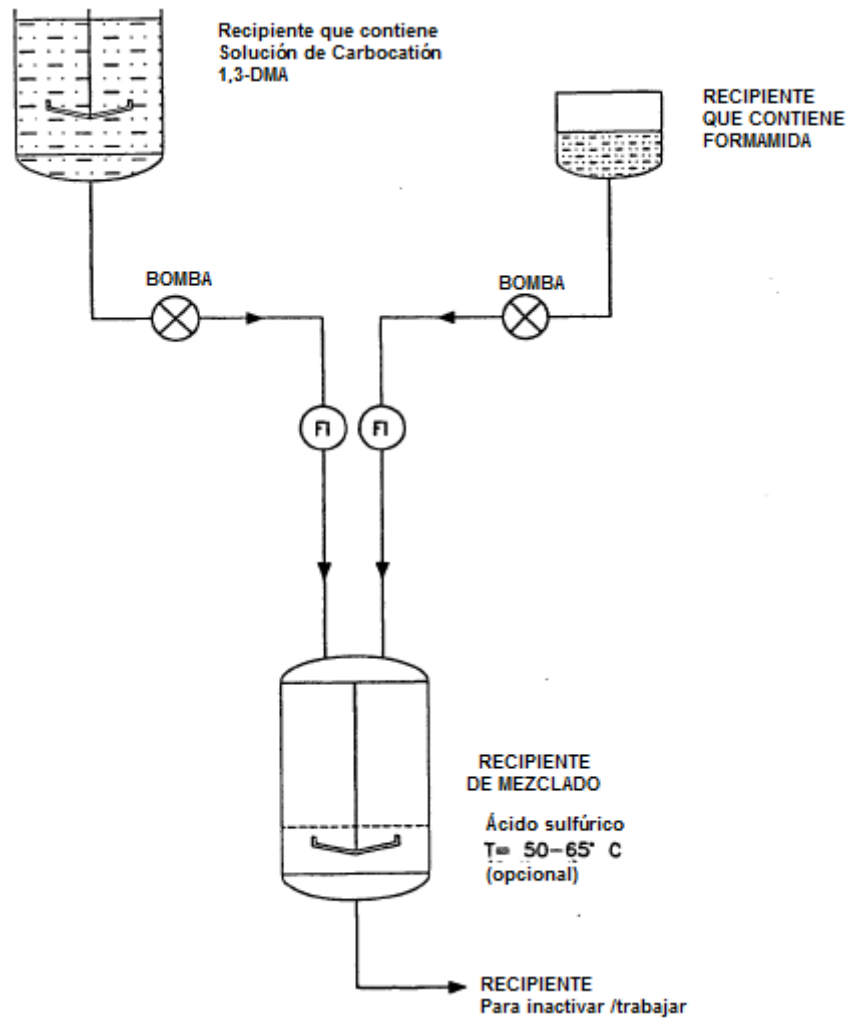 Recipiente que contiene
Solución de Carbocatión
1,3-DMA
RECIPIENTE
QUE CONTIENE
FORMAMIDA
BOMBA
BOMBA
FI
FI
RECIPIENTE
DE MEZCLADO
Ácido sulfúrico
T= 50-65° C
(opcional)
RECIPIENTE
Para inactivar /trabajar